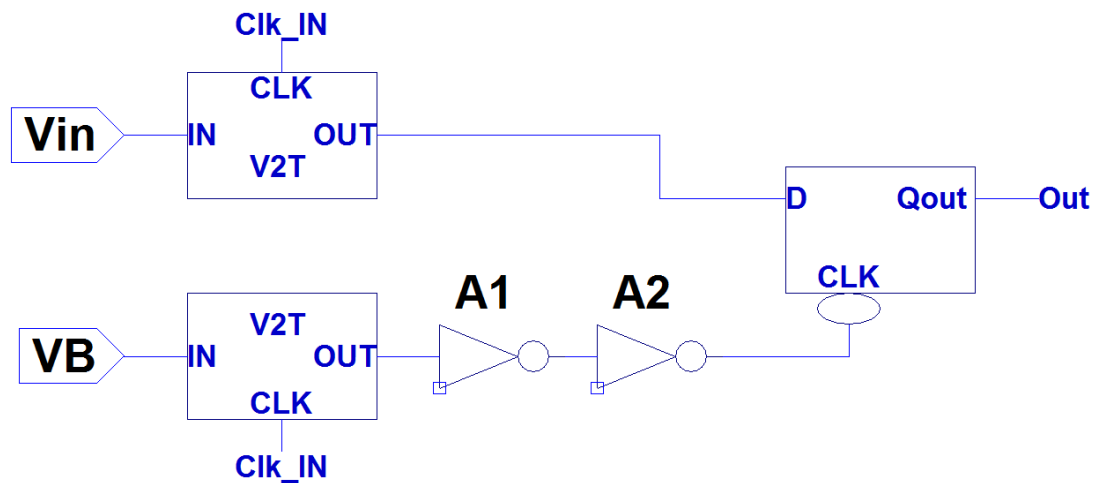 Clk_IN
CLK
Vin
IN
OUT
V2T
D
Qout
Out
CLK
A1
A2
V2T
VB
IN
OUT
CLK
Clk_IN